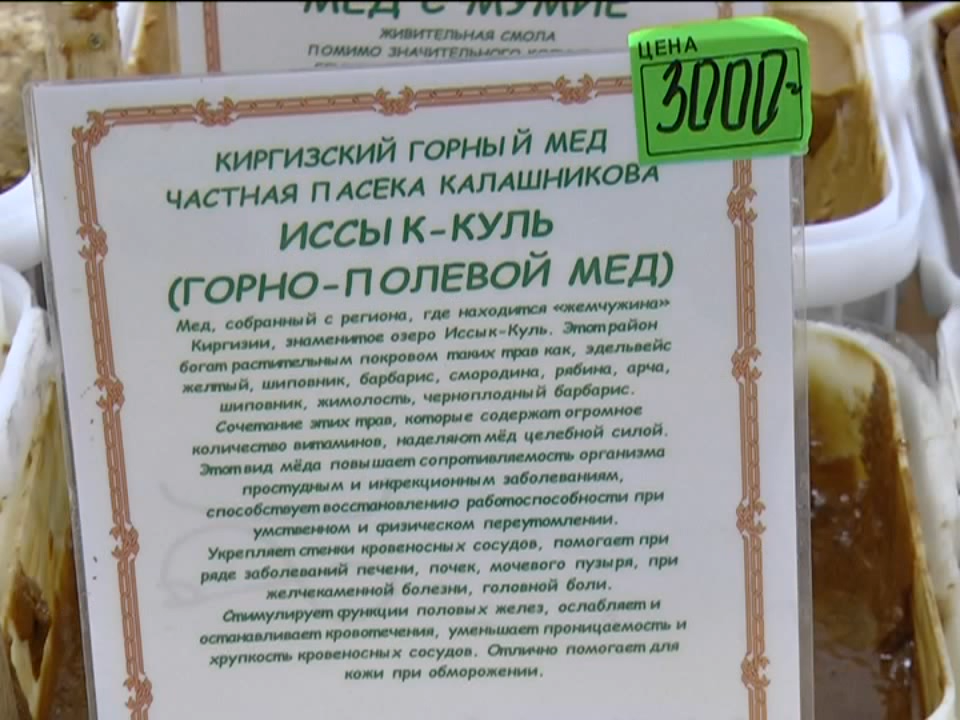 МЕД С МУМИЕ
ЖИВИТЕЛЬНАЯ СМОЛА
ПОМИМО ЗНАЧИТЕЛЬНОГО
ЦЕНА
3000-
КИРГИЗСКИЙ ГОРНЫЙ МЕД
ЧАСТНАЯ ПАСЕКА КАЛАШНИКОВА
ИССЫК-КУЛЬ
(ГОРНО-ПОЛЕВОЙ МЕД)
Мед, собранный с региона, где находится «жемчужина»
Киргизии, знаменитое озеро Иссык-Куль. Этот район
богат растительным покровом таких трав как, эдельвейс
желтый, шиповник, барбарис, смородина, рябина, арча,
шиповник, жимолость, черноплодный барбарис.
Сочетание этих трав, которые содержат огромное
количество витаминов, наделяют мёд целебной силой.
Этот вид мёда повышает сопротивляемость организма
простудным и инфекционным заболеваниям,
способствует восстановлению работоспособности при
умственном и физическом переутомлении.
Укрепляет стенки кровеносных сосудов, помогает при
ряде заболеваний печени, почек, мочевого пузыря, при
желчекаменной болезни, головной боли.
Стимулирует функции половых желез, ослабляет и
останавливает кровотечения, уменьшает проницаемость и
хрупкость кровеносных сосудов. Отлично помогает для
кожи при обморожении.